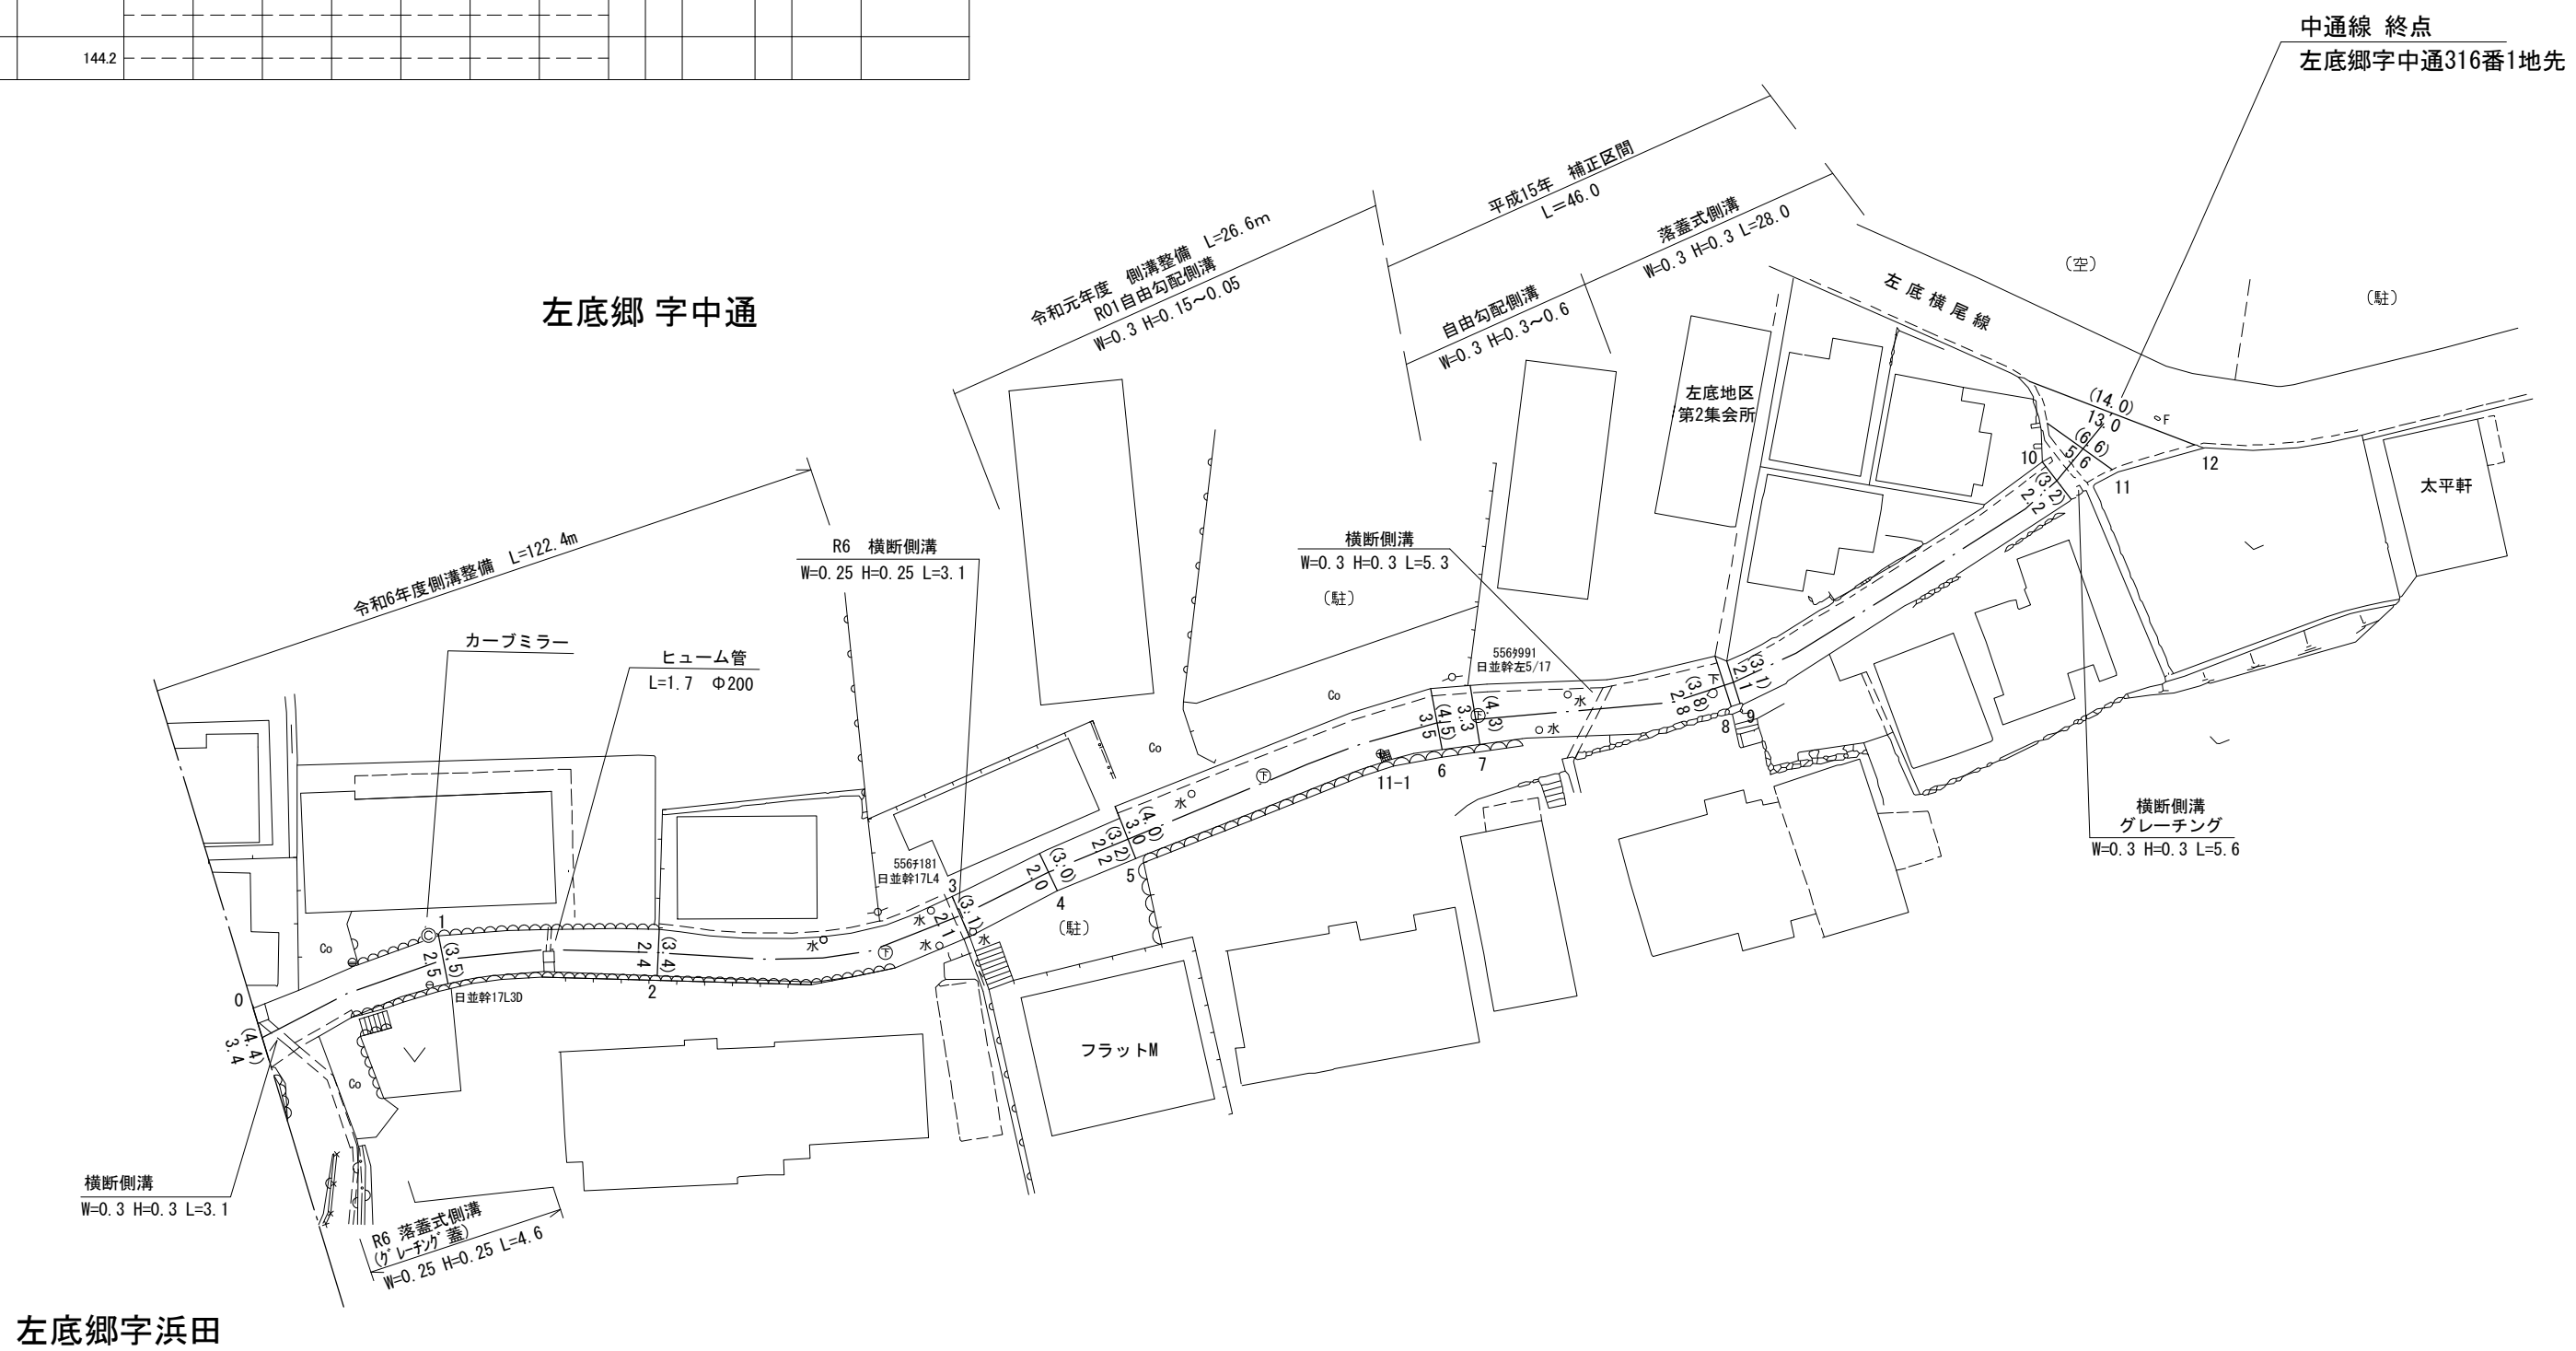 144.2
中通線 終点
左底郷字中通316番1地先
平成15年 補正区間
L=46.0
落蓋式側溝
W=0.3 H=0.3 L=28.0
令和元年度 側溝整備 L=26.6m
R01自由勾配側溝
W=0.3 H=0.15～0.05
自由勾配側溝
W=0.3 H=0.3～0.6
左底郷 字中通
(空)
(駐)
左底横尾線
左底地区
第2集会所
(14.0)
13.0
F
(6.6)
5.6
10
11
12
(3.2)
2.2
太平軒
令和6年度側溝整備 L=122.4m
R6 横断側溝
W=0.25 H=0.25 L=3.1
横断側溝
W=0.3 H=0.3 L=5.3
(駐)
カーブミラー
ヒューム管
L=1.7 Φ200
556ｸ991
日並幹左5/17
Co
Co
水
水
下
下
(3.1)
2.1
(3.8)
2.8
(4.3)
3.3
(4.5)
3.5
8
9
6
7
11-1
下
水
横断側溝
グレーチング
W=0.3 H=0.3 L=5.6
556ﾁ181
日並幹17L4
3
(4.0)
3.0
(3.2)
2.2
(3.0)
2.0
5
4
(駐)
(3.1)
2.1
水
水
水
水
下
C
1
Co
(3.5)
2.5
(3.4)
2.4
2
日並幹17L3D
0
(4.4)
3.4
Co
フラットM
横断側溝
W=0.3 H=0.3 L=3.1
R6 落蓋式側溝
(ｸﾞﾚｰﾁﾝｸﾞ蓋)
W=0.25 H=0.25 L=4.6
左底郷字浜田